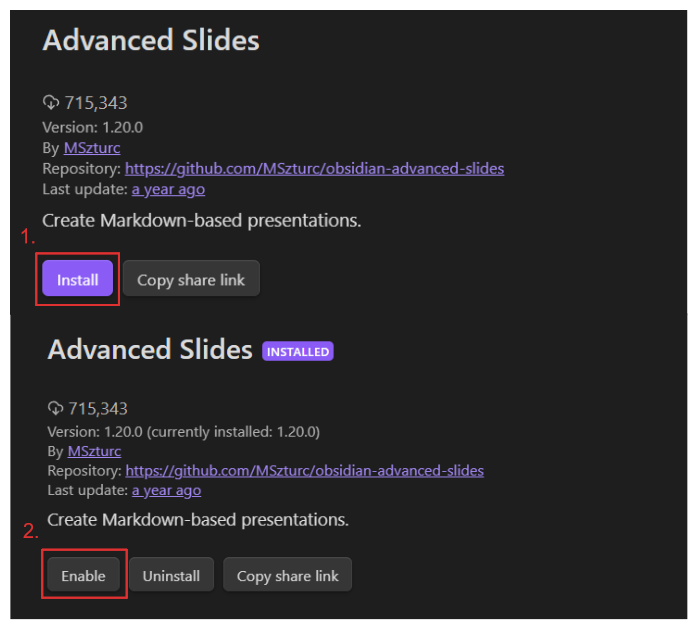 Advanced Slides
715,343
Version: 1.20.0
By MSzturc
Repository: https://github.com/MSzturc/obsidian-advanced-slides
Last update: a year ago
Create Markdown-based presentations.
1.
Install Copy share link
Advanced Slides INSTALLED
715,343
Version: 1.20.0 (currently installed: 1.20.0)
By MSzturc
Repository: https://github.com/MSzturc/obsidian-advanced-slides
Last update: a year ago
Create Markdown-based presentations.
2.
Enable Uninstall Copy share link